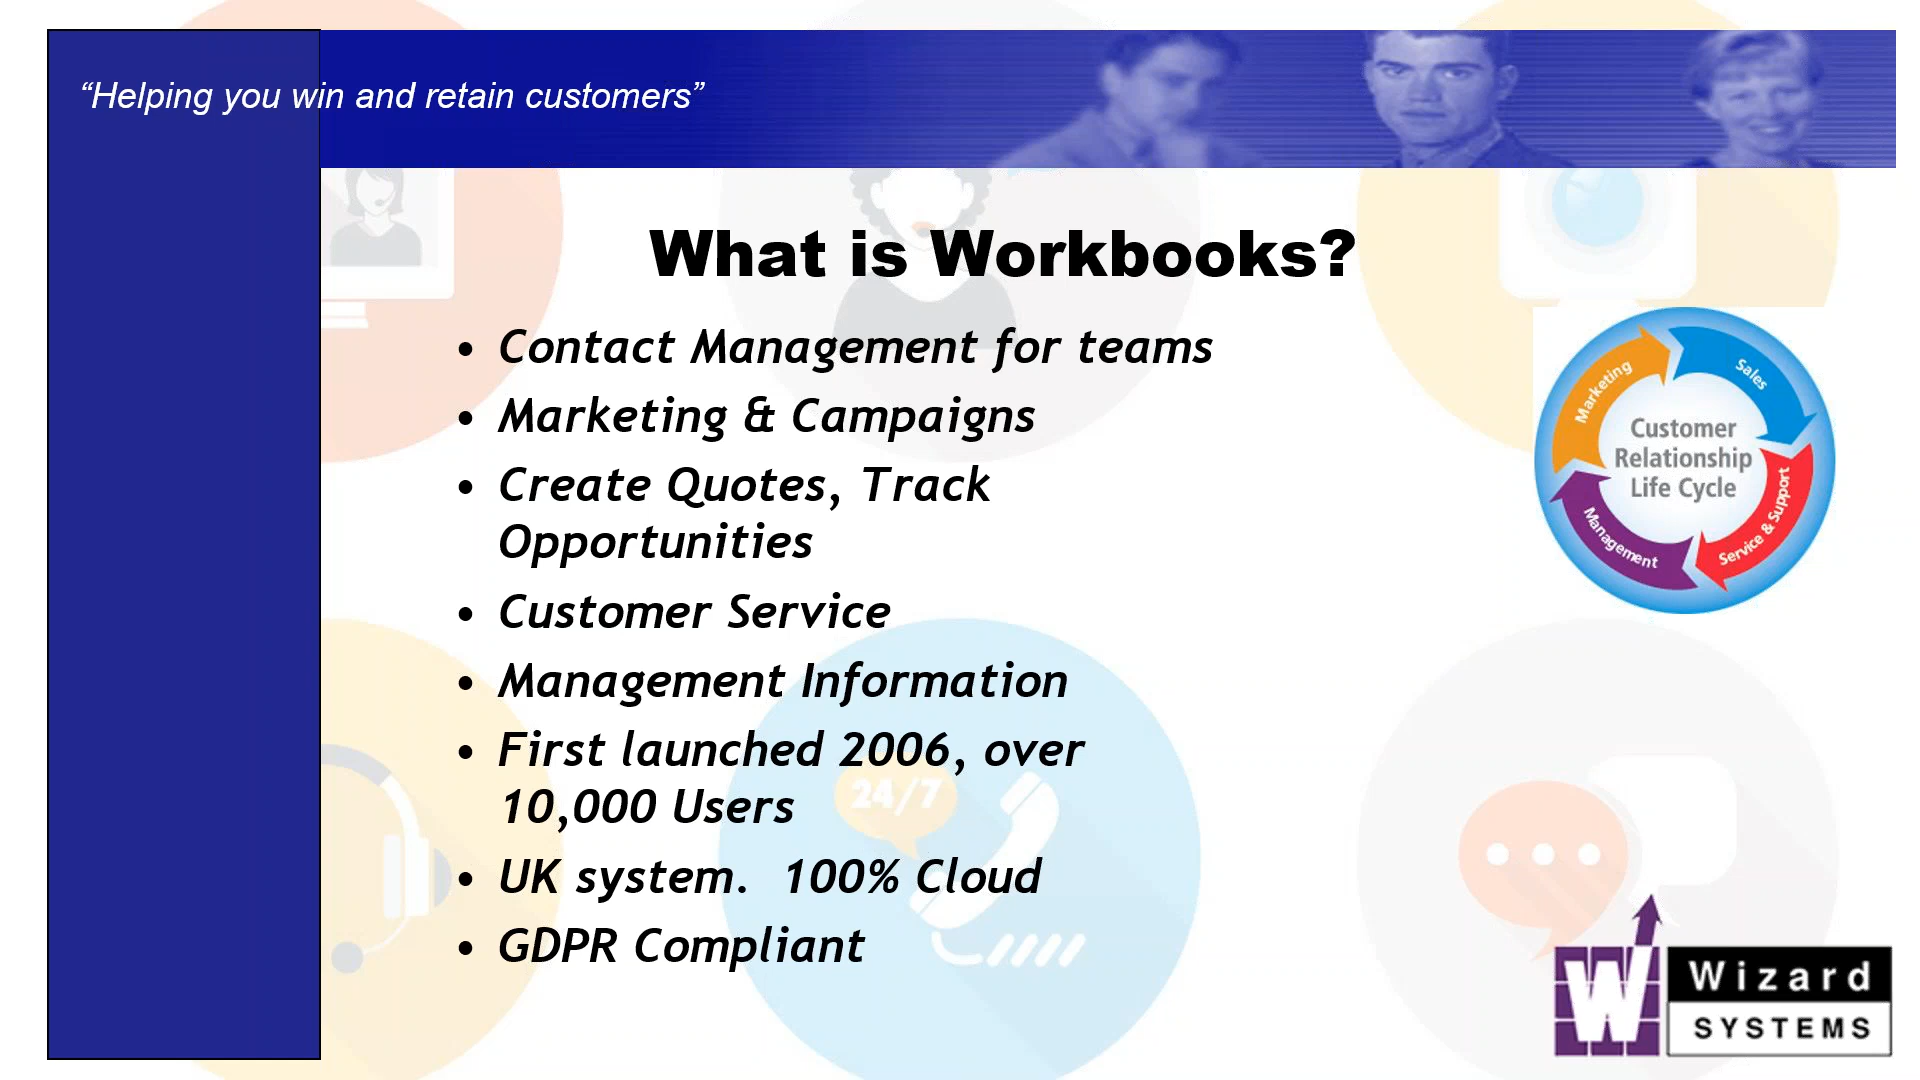 “Helping you win and retain customers”
What is Workbooks?
• Contact Management for teams
• Marketing & Campaigns
• Create Quotes, Track
Opportunities
• Customer Service
• Management Information
• First launched 2006, over
10,000 Users
• UK system.  100% Cloud
• GDPR Compliant
Marketing
Sales
Customer
Relationship
Life Cycle
Management
Service & Support
24/7
W
Wizard
SYSTEMS